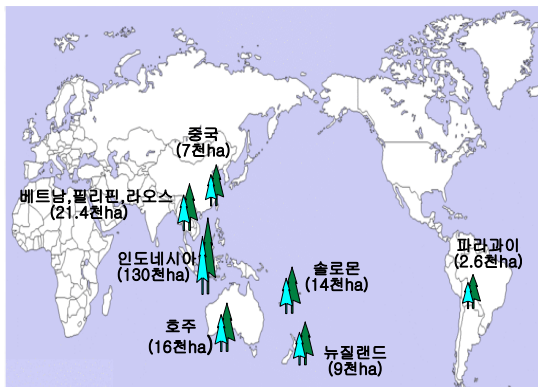 중국
(7천ha)
베트남,필리핀,라오스
(21.4천ha)
인도네시아
(130천ha)
솔로몬
(14천ha)
파라과이
(2.6천ha)
호주
(16천ha)
뉴질랜드
(9천ha)